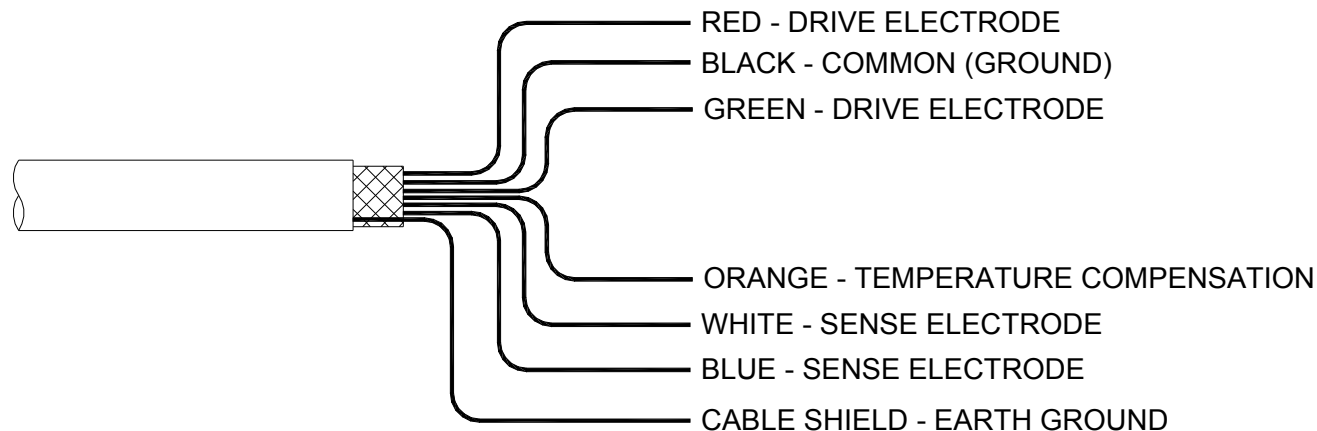 RED - DRIVE ELECTRODE
BLACK - COMMON (GROUND)
GREEN - DRIVE ELECTRODE
ORANGE - TEMPERATURE COMPENSATION
WHITE - SENSE ELECTRODE
BLUE - SENSE ELECTRODE
CABLE SHIELD - EARTH GROUND